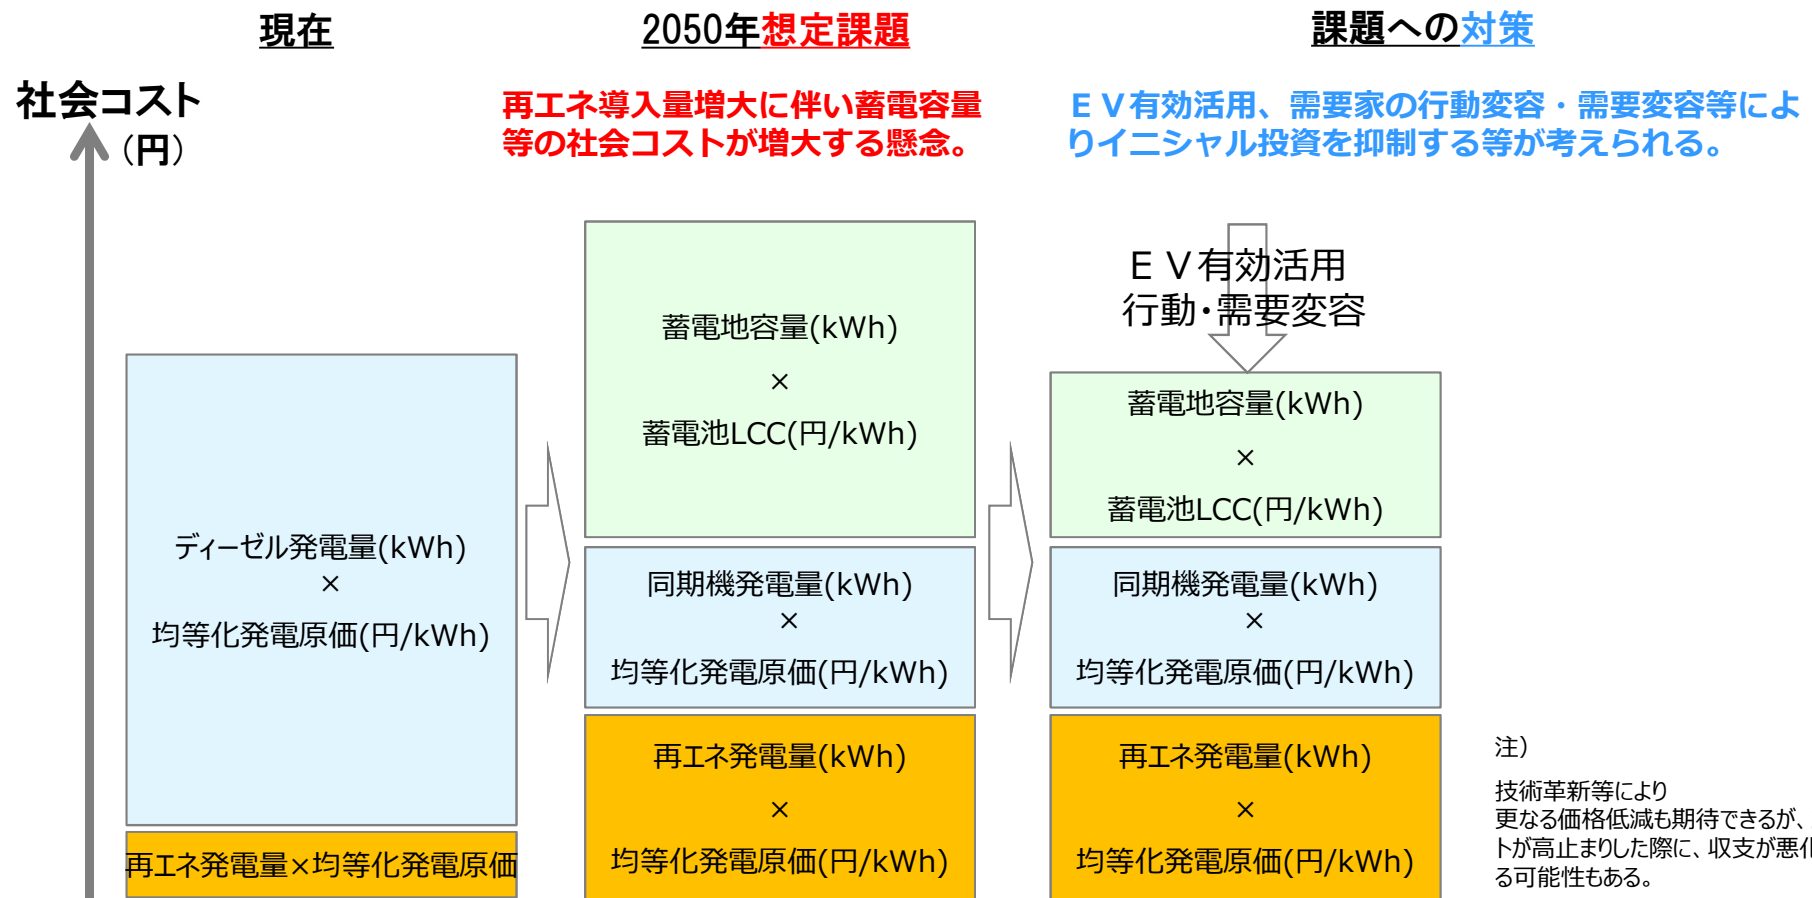 現在
2050年想定課題
課題への対策
社会コスト
（円）
再エネ導入量増大に伴い蓄電容量
等の社会コストが増大する懸念。
ＥＶ有効活用、需要家の行動変容・需要変容等によ
りイニシャル投資を抑制する等が考えられる。
ディーゼル発電量(kWh)
×
均等化発電原価(円/kWh)
再エネ発電量×均等化発電原価
蓄電地容量(kWh)
×
蓄電池LCC(円/kWh)
同期機発電量(kWh)
×
均等化発電原価(円/kWh)
再エネ発電量(kWh)
×
均等化発電原価(円/kWh)
ＥＶ有効活用
行動・需要変容
蓄電地容量(kWh)
×
蓄電池LCC(円/kWh)
同期機発電量(kWh)
×
均等化発電原価(円/kWh)
再エネ発電量(kWh)
×
均等化発電原価(円/kWh)
注）
技術革新等により
更なる価格低減も期待できるが、
トが高止まりした際に、収支が悪化
る可能性もある。